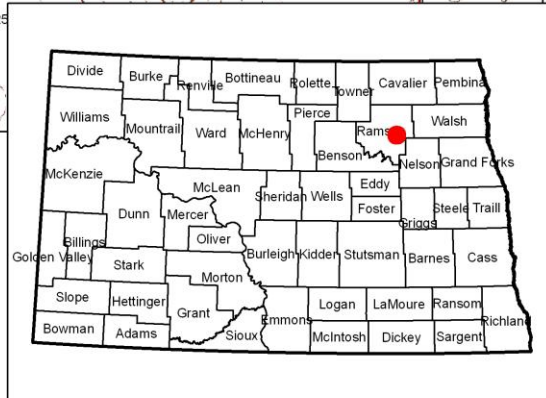 Divide Burke Renville Bottineau Rolette Towner Cavalier Pembina
Williams Mountrail Ward McHenry Pierce Rams Walsh
Benson Nelson Grand Forks
McKenzie McLean Sheridan Wells Eddy
Dunn Mercer Foster Griggs Steele Traill
Billings Oliver Burleigh Kidder Stutsman Barnes Cass
Golden Valley Stark Morton
Slope Hettinger Grant Logan LaMoure Ransom
Emmons Richland
Bowman Adams Sioux McIntosh Dickey Sargent